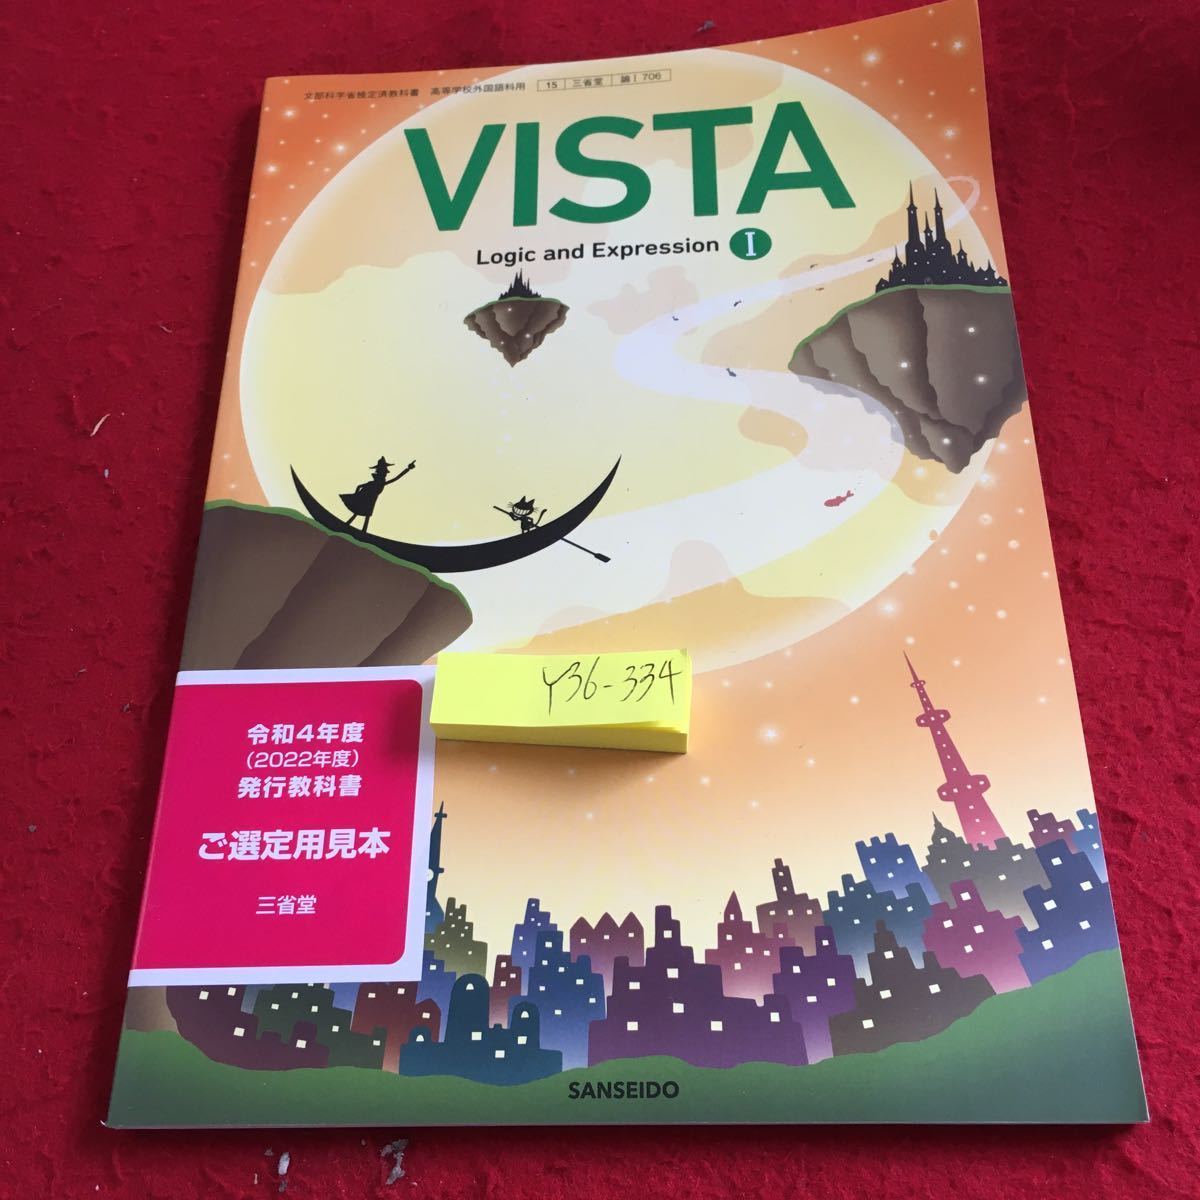 文部科学省検定済教科書 高等学校外国語科用 15 三省堂 論Ⅰ 706
VISTA
Logic and Expression Ⅰ
Y36-334
令和4年度
(2022年度)
発行教科書
ご選定用見本
三省堂
SANSEIDO